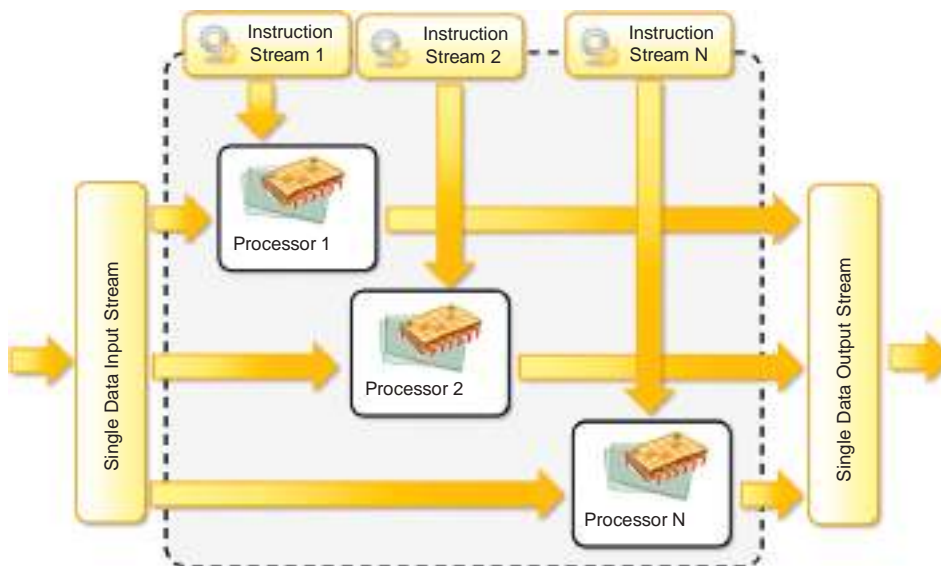 Instruction
Stream 1
Instruction
Stream 2
Instruction
Stream N
Single Data Input Stream
Processor 1
Processor 2
Processor N
Single Data Output Stream